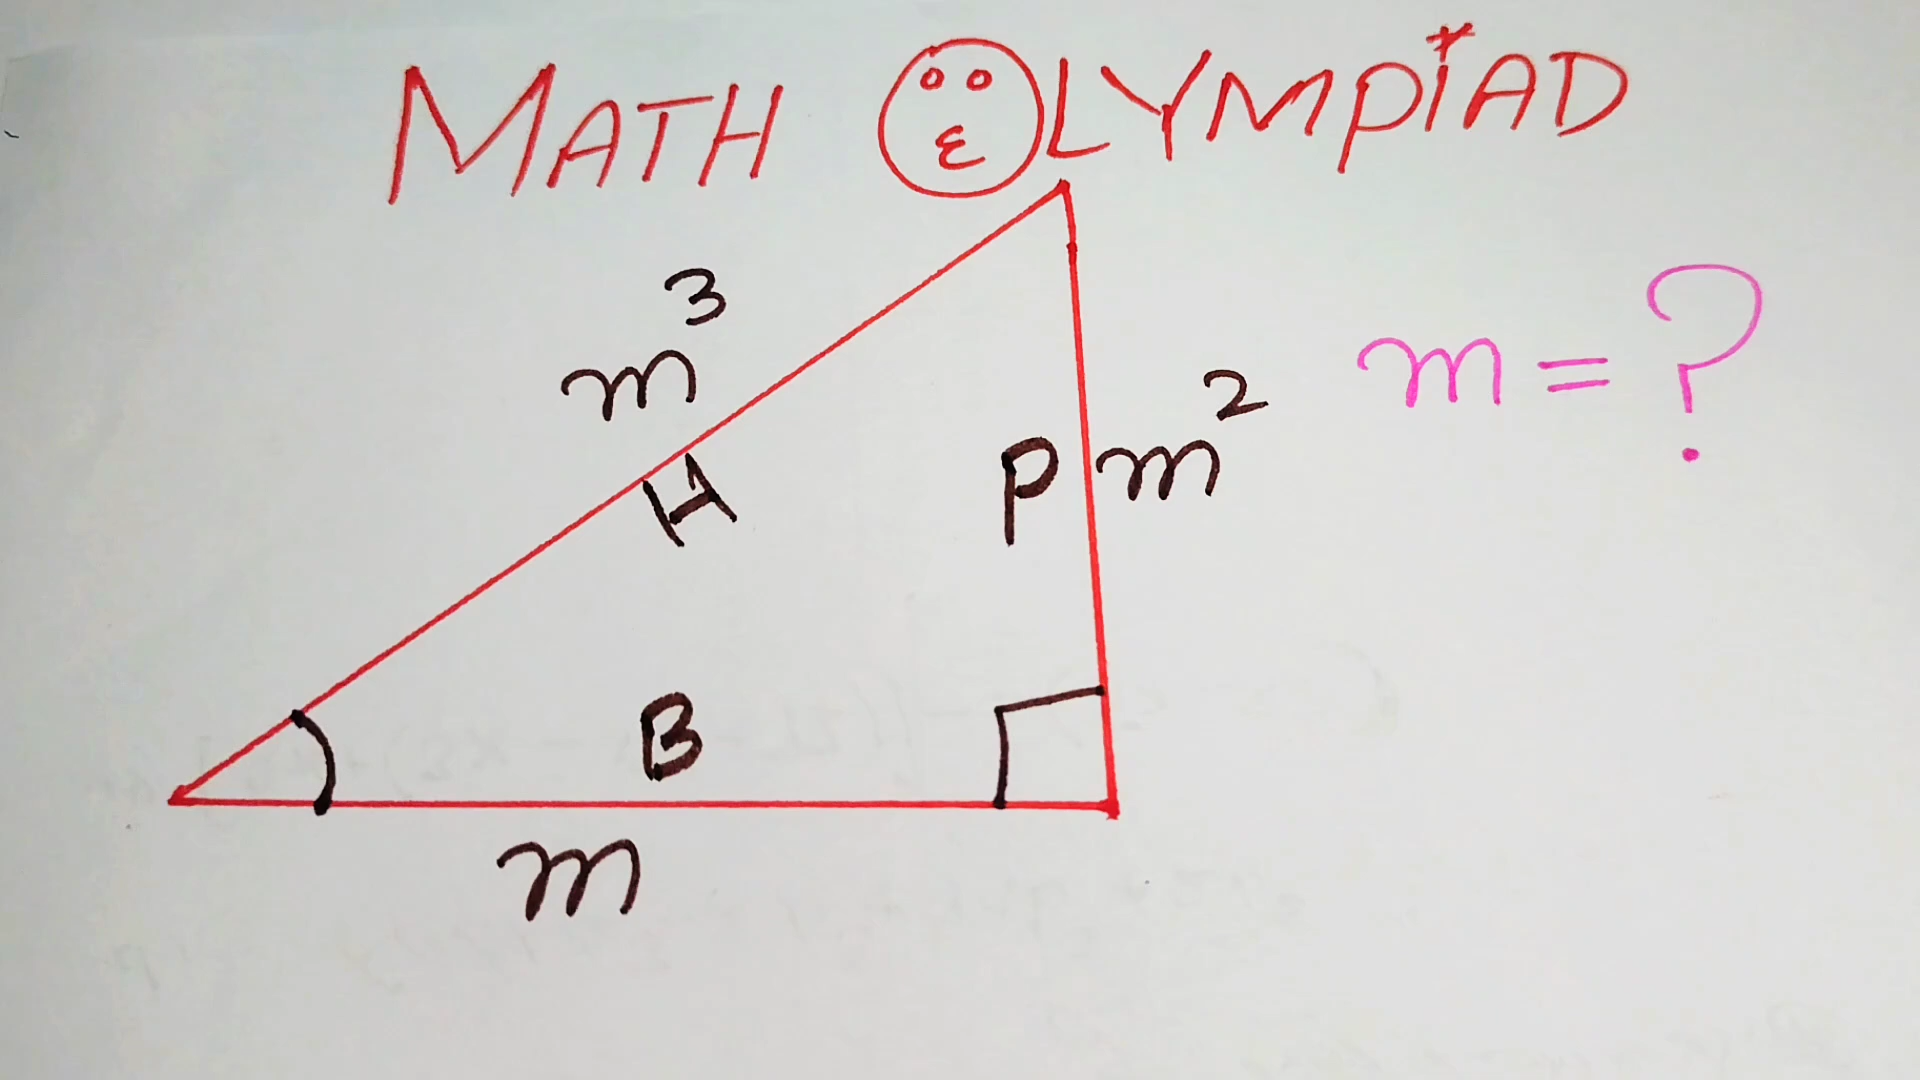 MATH OLYMPIAD
m³
H
P
m²
m = ?
B
m